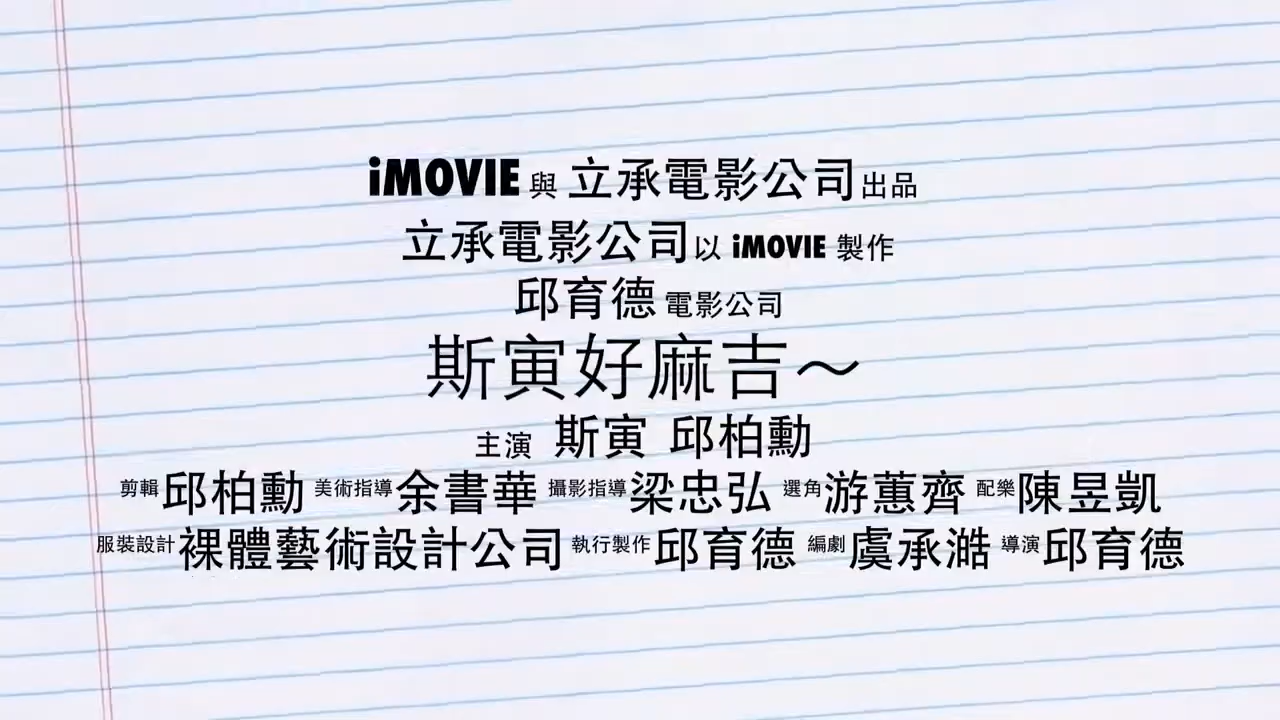 iMOVIE 與 立承電影公司出品
立承電影公司以 iMOVIE 製作
邱育德 電影公司
斯寅好麻吉～
主演 斯寅 邱柏勳
剪輯邱柏勳 美術指導余書華 攝影指導梁忠弘 選角游蕙齊 配樂陳昱凱
服裝設計裸體藝術設計公司 執行製作邱育德 編劇虞承澔 導演邱育德